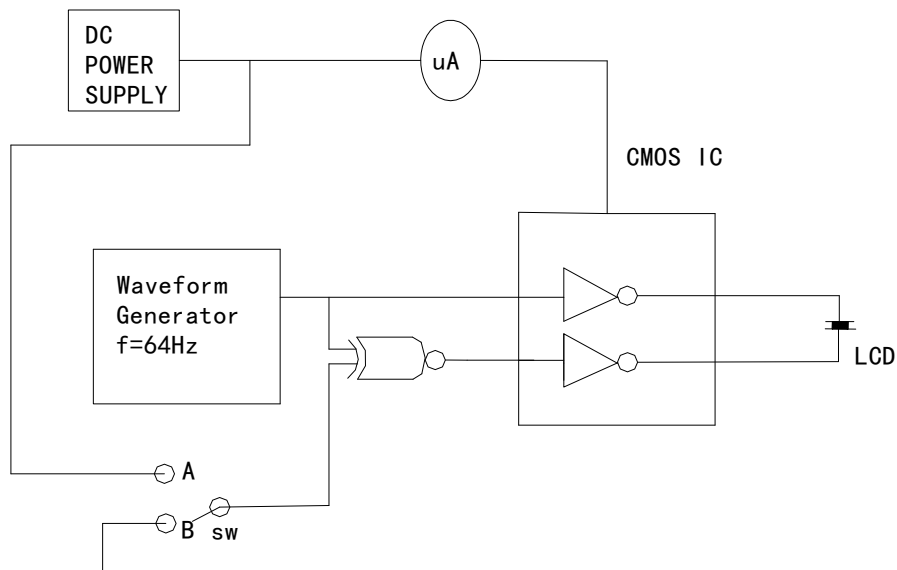 DC
POWER
SUPPLY
uA
CMOS IC
Waveform
Generator
f=64Hz
LCD
A
B
sw